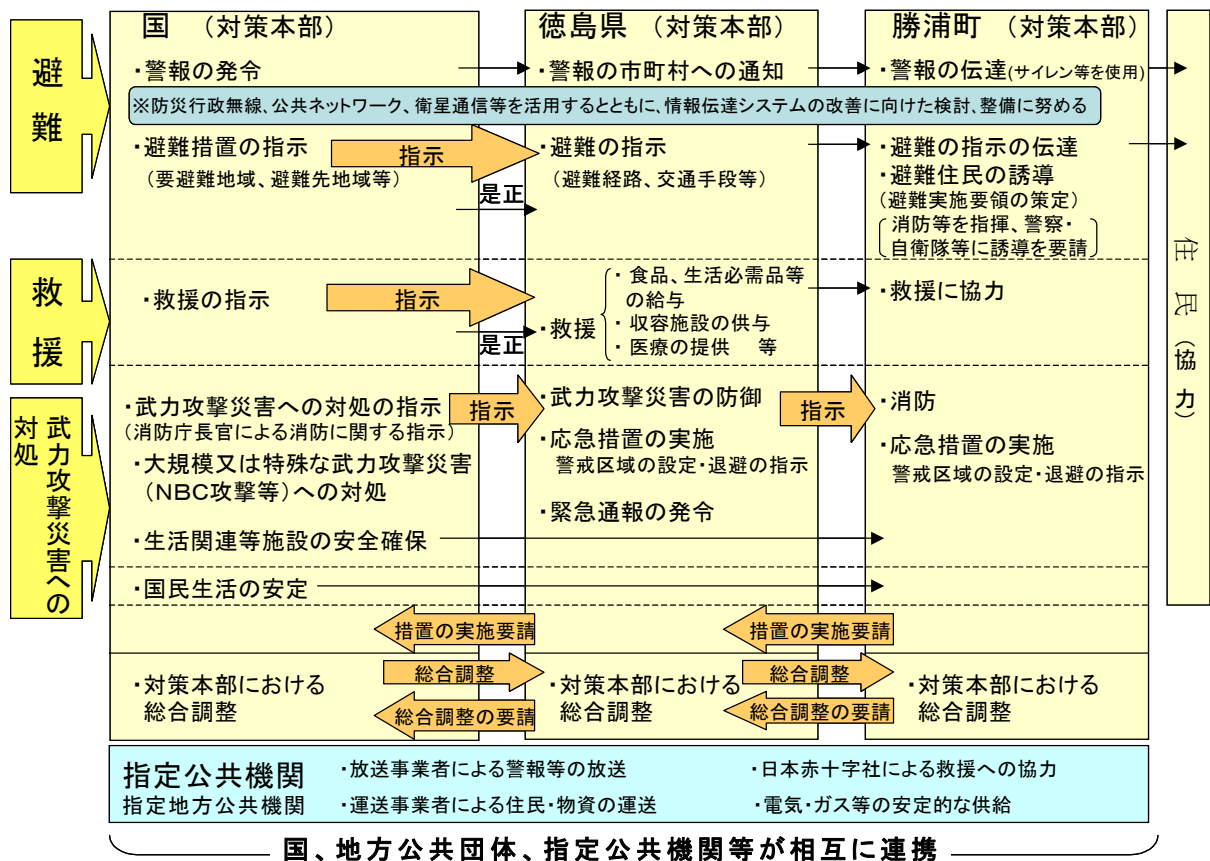 国（対策本部）
徳島県（対策本部）
勝浦町（対策本部）
避難
・警報の発令
・警報の市町村への通知
・警報の伝達(サイレン等を使用)
※防災行政無線、公共ネットワーク、衛星通信等を活用するとともに、情報伝達システムの改善に向けた検討、整備に努める
・避難措置の指示
（要避難地域、避難先地域等）
指示
是正
・避難の指示
（避難経路、交通手段等）
・避難の指示の伝達
・避難住民の誘導
（避難実施要領の策定）
消防等を指揮、警察・
自衛隊等に誘導を要請
住民（協力）
救援
・救援の指示
指示
是正
・救援
・食品、生活必需品等
の給与
・収容施設の供与
・医療の提供　等
・救援に協力
武力攻撃災害への
対処
・武力攻撃災害への対処の指示
（消防庁長官による消防に関する指示）
指示
・武力攻撃災害の防御
指示
・消防
・大規模又は特殊な武力攻撃災害
（ＮＢＣ攻撃等）への対処
・応急措置の実施
警戒区域の設定・退避の指示
・応急措置の実施
警戒区域の設定・退避の指示
・緊急通報の発令
・生活関連等施設の安全確保
・国民生活の安定
措置の実施要請
措置の実施要請
・対策本部における
総合調整
総合調整
総合調整の要請
・対策本部における
総合調整
総合調整
総合調整の要請
・対策本部における
総合調整
指定公共機関
指定地方公共機関
・放送事業者による警報等の放送
・日本赤十字社による救援への協力
・運送事業者による住民・物資の運送
・電気・ガス等の安定的な供給
国、地方公共団体、指定公共機関等が相互に連携